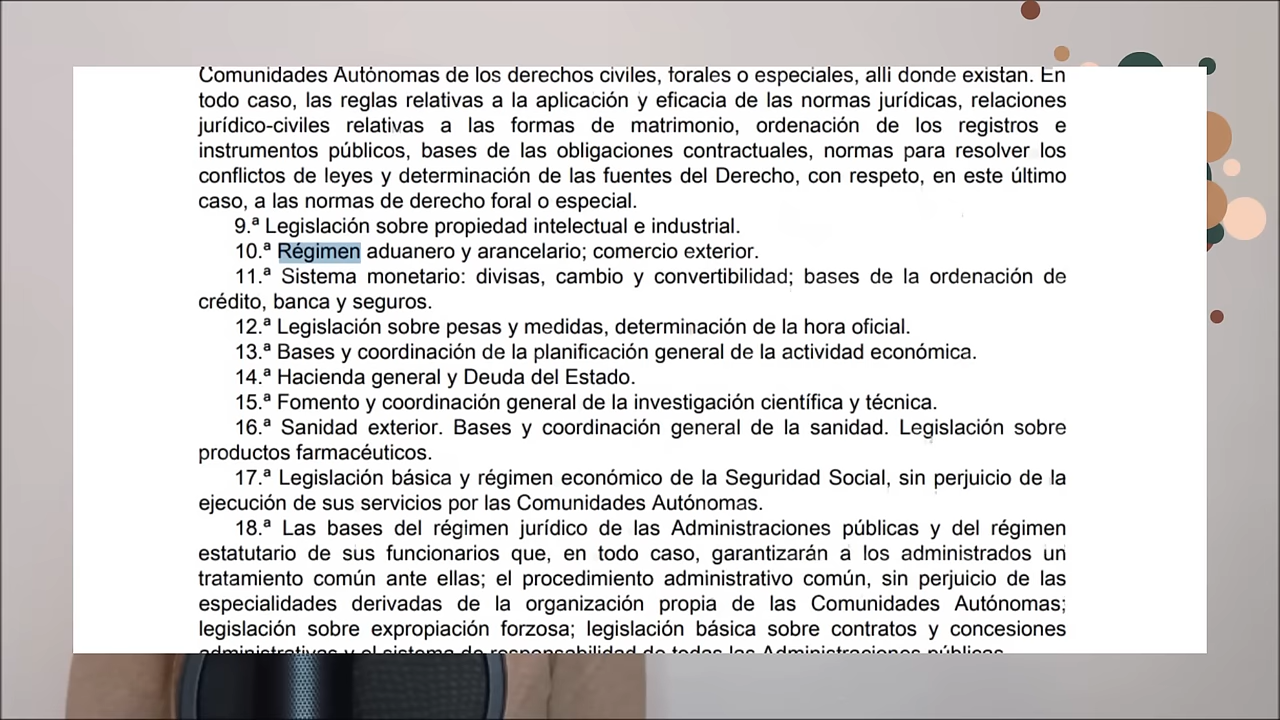 Comunidades Autónomas de los derechos civiles, forales o especiales, allí donde existan. En
todo caso, las reglas relativas a la aplicación y eficacia de las normas jurídicas, relaciones
jurídico-civiles relativas a las formas de matrimonio, ordenación de los registros e
instrumentos públicos, bases de las obligaciones contractuales, normas para resolver los
conflictos de leyes y determinación de las fuentes del Derecho, con respeto, en este último
caso, a las normas de derecho foral o especial.
9.ª Legislación sobre propiedad intelectual e industrial.
10.ª Régimen aduanero y arancelario; comercio exterior.
11.ª Sistema monetario: divisas, cambio y convertibilidad; bases de la ordenación de
crédito, banca y seguros.
12.ª Legislación sobre pesas y medidas, determinación de la hora oficial.
13.ª Bases y coordinación de la planificación general de la actividad económica.
14.ª Hacienda general y Deuda del Estado.
15.ª Fomento y coordinación general de la investigación científica y técnica.
16.ª Sanidad exterior. Bases y coordinación general de la sanidad. Legislación sobre
productos farmacéuticos.
17.ª Legislación básica y régimen económico de la Seguridad Social, sin perjuicio de la
ejecución de sus servicios por las Comunidades Autónomas.
18.ª Las bases del régimen jurídico de las Administraciones públicas y del régimen
estatutario de sus funcionarios que, en todo caso, garantizarán a los administrados un
tratamiento común ante ellas; el procedimiento administrativo común, sin perjuicio de las
especialidades derivadas de la organización propia de las Comunidades Autónomas;
legislación sobre expropiación forzosa; legislación básica sobre contratos y concesiones
administrativas y el sistema de responsabilidad de todas las Administraciones públicas.